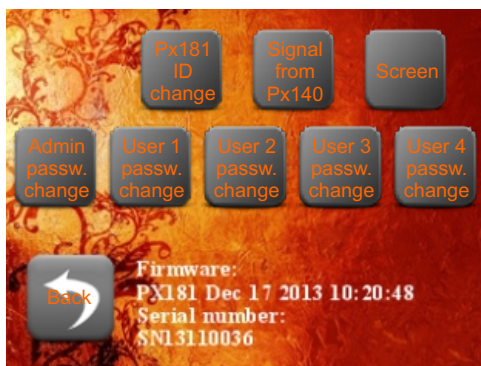 Px181
ID
change
Signal
from
Px140
Screen
Admin
passw.
change
User 1
passw.
change
User 2
passw.
change
User 3
passw.
change
User 4
passw.
change
Back
Firmware:
PX181 Dec 17 2013 10:20:48
Serial number:
SN13110036